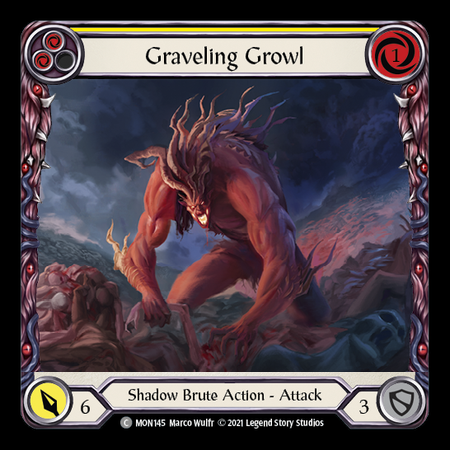 Graveling Growl
1
6
Shadow Brute Action - Attack
3
C MON145 Marco Wulfr © 2021 Legend Story Studios